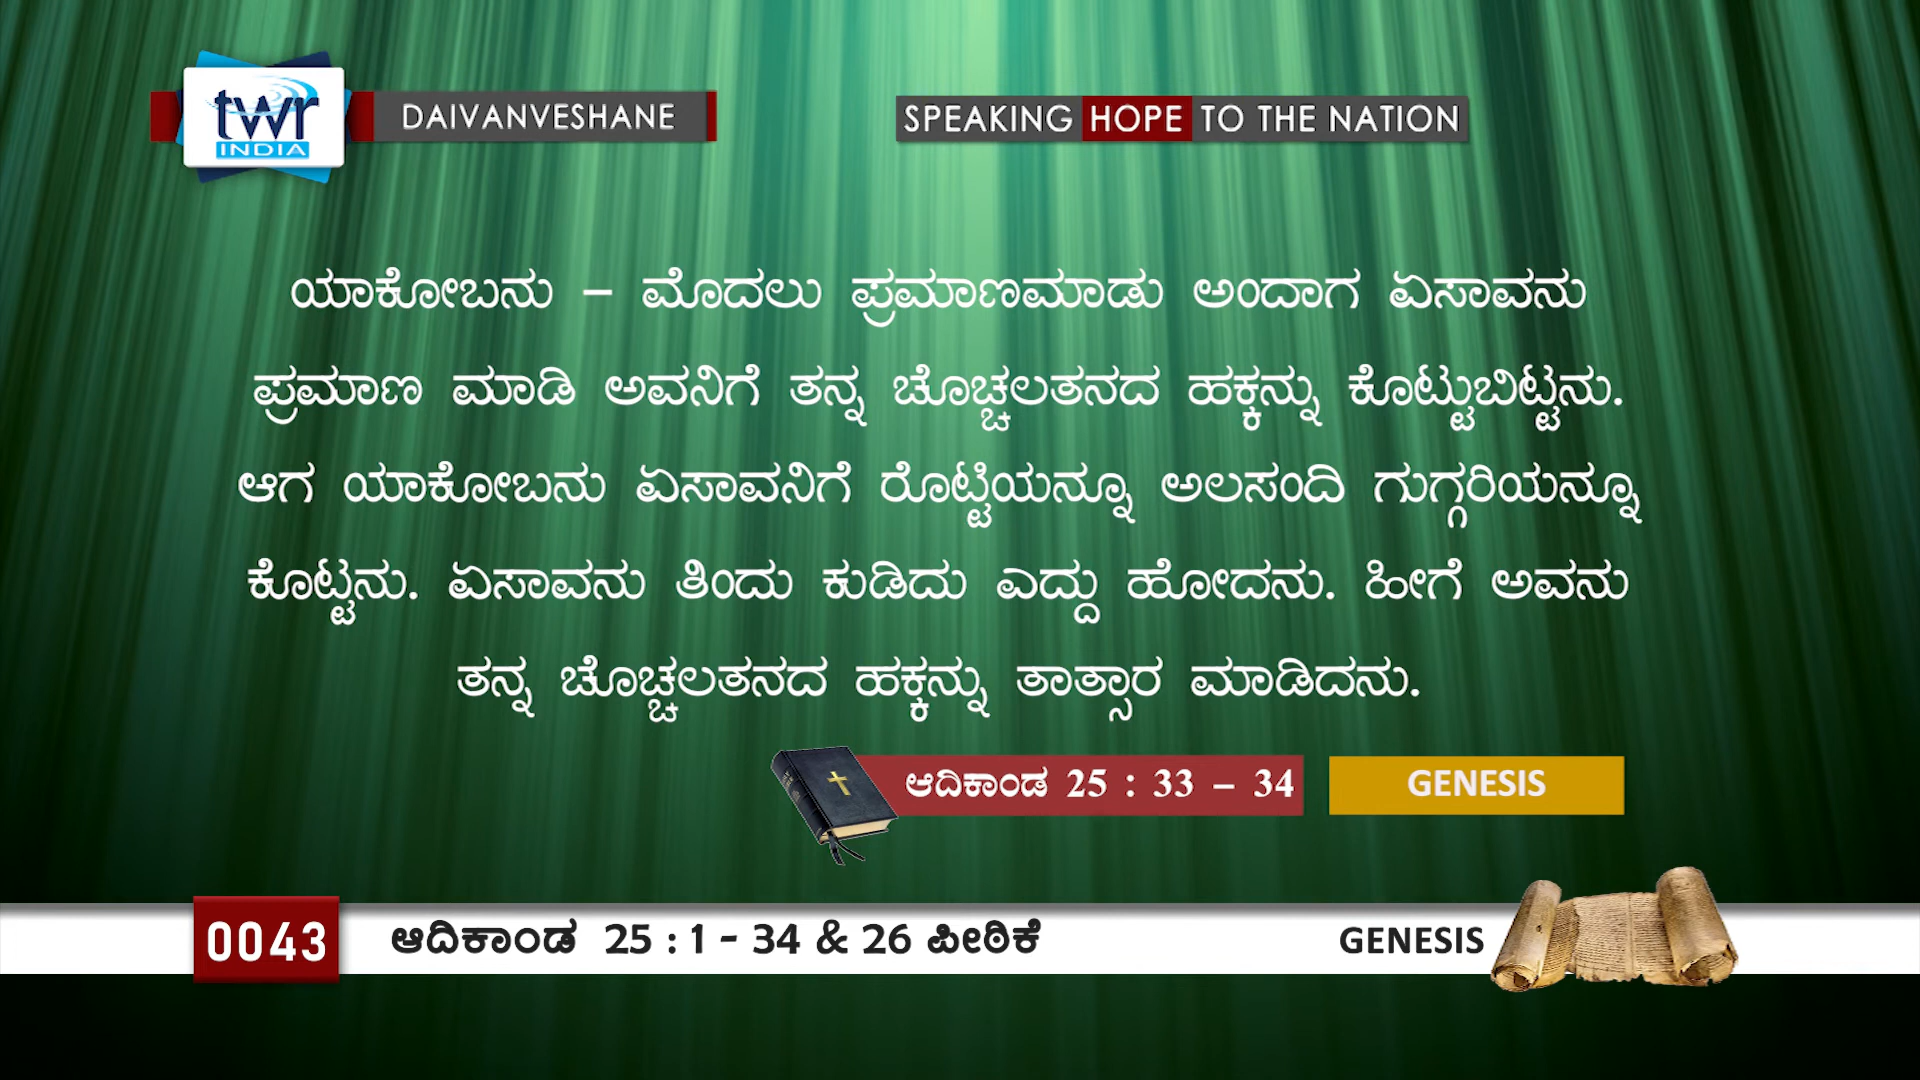 twr
INDIA
DAIVANVESHANE
SPEAKING HOPE TO THE NATION
ಯಾಕೋಬನು – ಮೊದಲು ಪ್ರಮಾಣಮಾಡು ಅಂದಾಗ ಏಸಾವನು
ಪ್ರಮಾಣ ಮಾಡಿ ಅವನಿಗೆ ತನ್ನ ಚೊಚ್ಚಲತನದ ಹಕ್ಕನ್ನು ಕೊಟ್ಟುಬಿಟ್ಟನು.
ಆಗ ಯಾಕೋಬನು ಏಸಾವನಿಗೆ ರೊಟ್ಟಿಯನ್ನೂ ಅಲಸಂದಿ ಗುಗ್ಗರಿಯನ್ನೂ
ಕೊಟ್ಟನು. ಏಸಾವನು ತಿಂದು ಕುಡಿದು ಎದ್ದು ಹೋದನು. ಹೀಗೆ ಅವನು
ತನ್ನ ಚೊಚ್ಚಲತನದ ಹಕ್ಕನ್ನು ತಾತ್ಸಾರ ಮಾಡಿದನು.
ಆದಿಕಾಂಡ 25 : 33 – 34
GENESIS
0043
ಆದಿಕಾಂಡ 25 : 1 - 34 & 26 ಪೀಠಿಕೆ
GENESIS